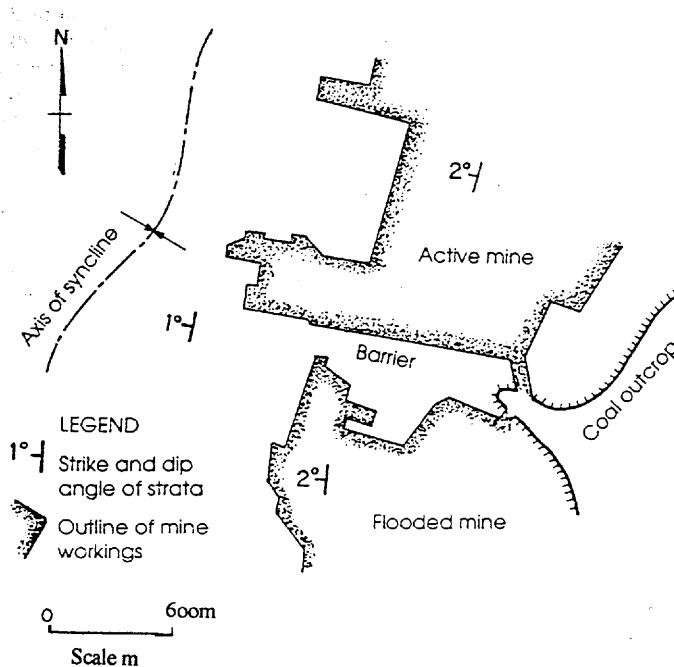 N
2°
Active mine
Axis of syncline
1°
Barrier
Coal outcrop
LEGEND
1° Strike and dip
angle of strata
2°
Outline of mine
workings
Flooded mine
0 600m
Scale m